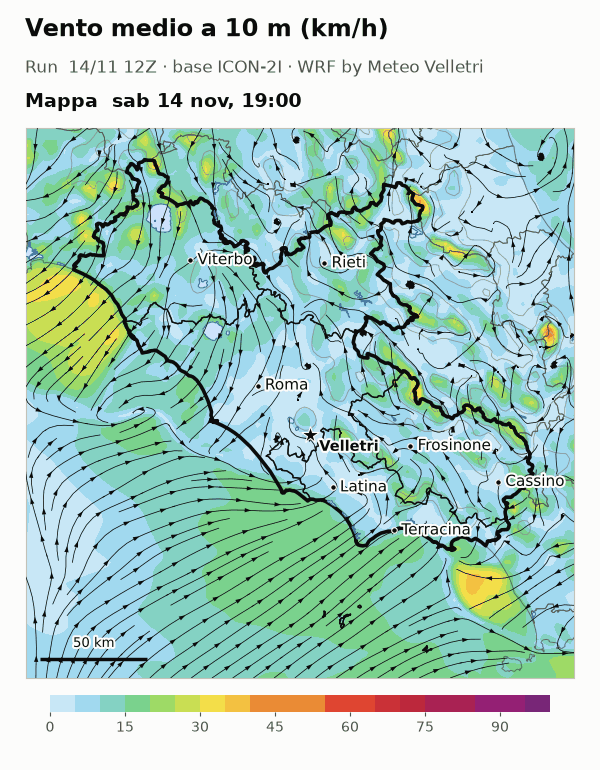 Vento medio a 10 m (km/h)
Run  14/11 12Z · base ICON-2I · WRF by Meteo Velletri
Mappa  sab 14 nov, 19:00
Viterbo
Rieti
Roma
Velletri
Frosinone
Latina
Cassino
Terracina
50 km
0 15 30 45 60 75 90